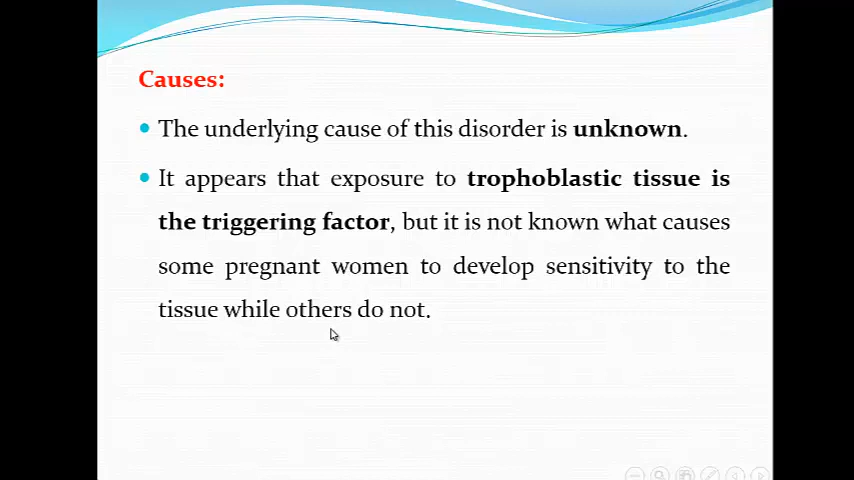 Causes:
The underlying cause of this disorder is unknown.
It appears that exposure to trophoblastic tissue is
the triggering factor, but it is not known what causes
some pregnant women to develop sensitivity to the
tissue while others do not.